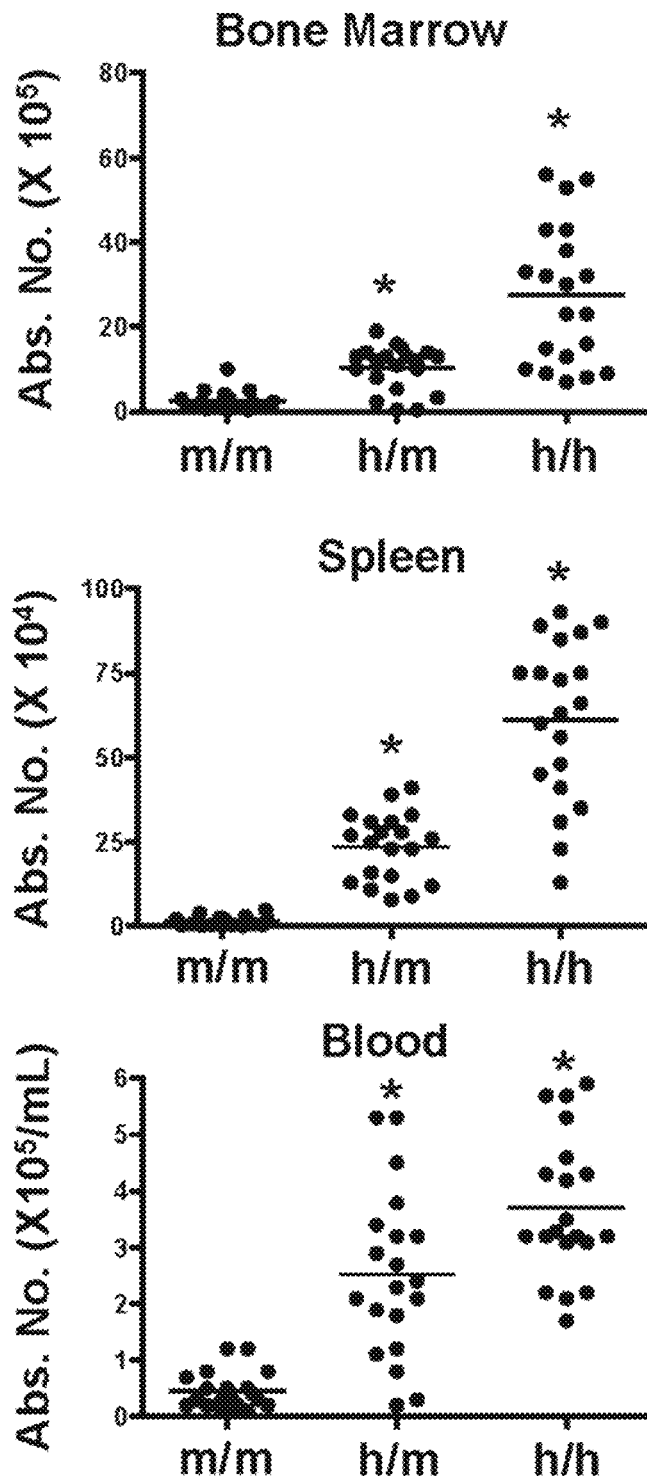 Bone Marrow
Abs. No. (X 10⁵)
80
60
40
20
0
*
*
m/m h/m h/h
Spleen
Abs. No. (X 10⁴)
100
75
50
25
0
*
*
m/m h/m h/h
Blood
Abs. No. (X10⁵/mL)
6
5
4
3
2
1
0
*
*
m/m h/m h/h